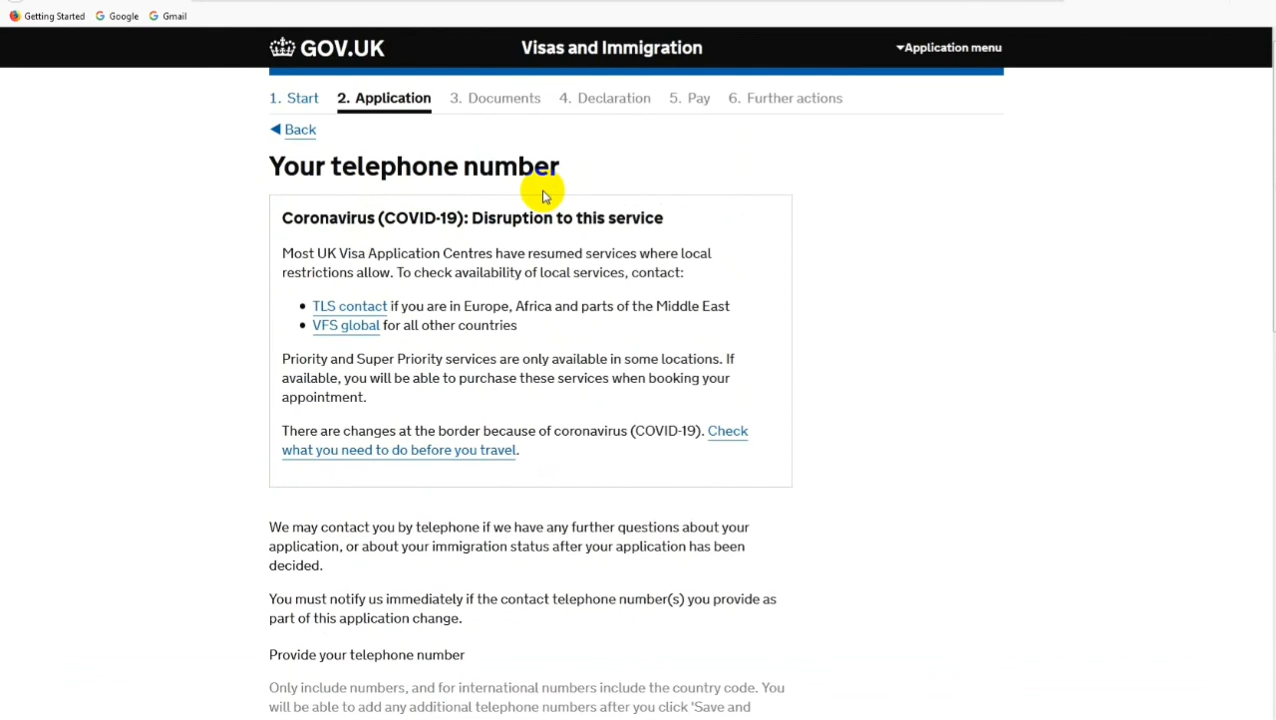 Getting Started Google Gmail
GOV.UK Visas and Immigration Application menu
1. Start 2. Application 3. Documents 4. Declaration 5. Pay 6. Further actions
Back
Your telephone number
Coronavirus (COVID-19): Disruption to this service
Most UK Visa Application Centres have resumed services where local
restrictions allow. To check availability of local services, contact:
• TLS contact if you are in Europe, Africa and parts of the Middle East
• VFS global for all other countries
Priority and Super Priority services are only available in some locations. If
available, you will be able to purchase these services when booking your
appointment.
There are changes at the border because of coronavirus (COVID-19). Check
what you need to do before you travel.
We may contact you by telephone if we have any further questions about your
application, or about your immigration status after your application has been
decided.
You must notify us immediately if the contact telephone number(s) you provide as
part of this application change.
Provide your telephone number
Only include numbers, and for international numbers include the country code. You
will be able to add any additional telephone numbers after you click 'Save and